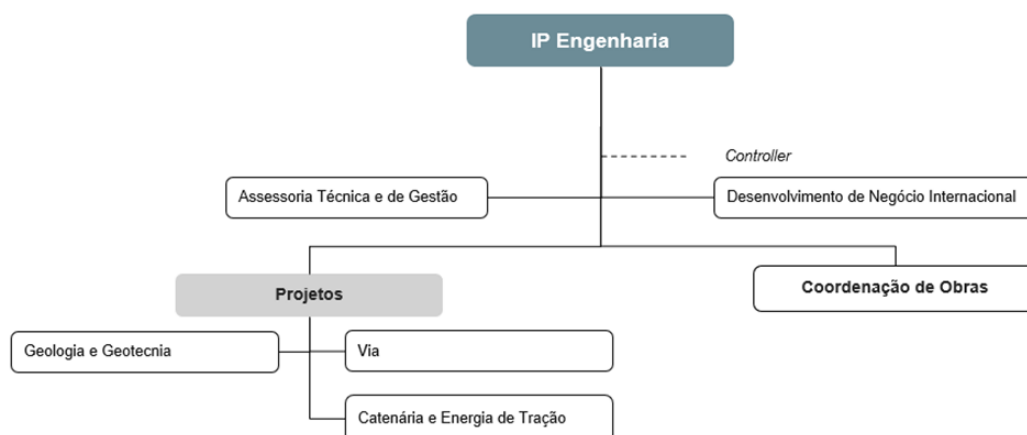 IP Engenharia
Controller
Assessoria Técnica e de Gestão
Desenvolvimento de Negócio Internacional
Projetos
Coordenação de Obras
Geologia e Geotecnia
Via
Catenária e Energia de Tração